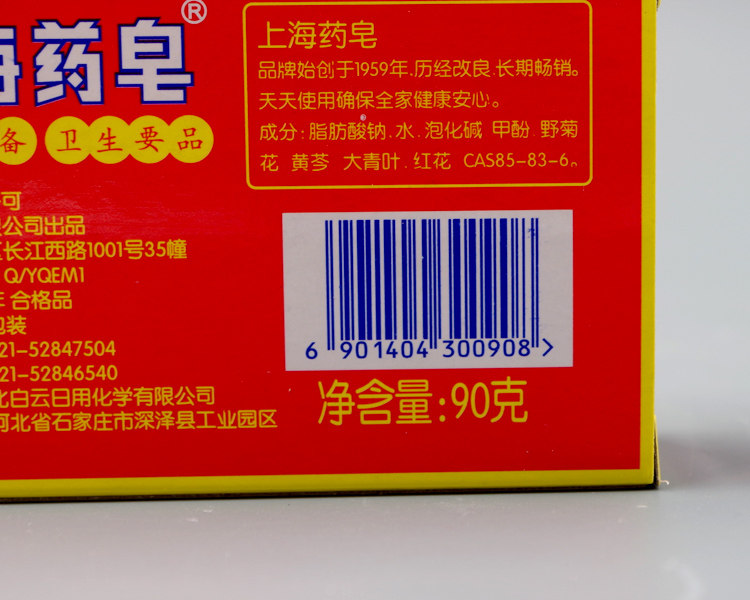 海药皂®
备 卫生要品
上海药皂
品牌始创于1959年.历经改良.长期畅销。
天天使用确保全家健康安心。
成分:脂肪酸钠.水.泡化碱 甲酚.野菊
花 黄芩 大青叶.红花 CAS85-83-6。
可
公司出品
长江西路1001号35幢
Q/YQEM1
合格品
包装
21-52847504
21-52846540
北白云日用化学有限公司
河北省石家庄市深泽县工业园区
6 901404 300908 >
净含量:90克